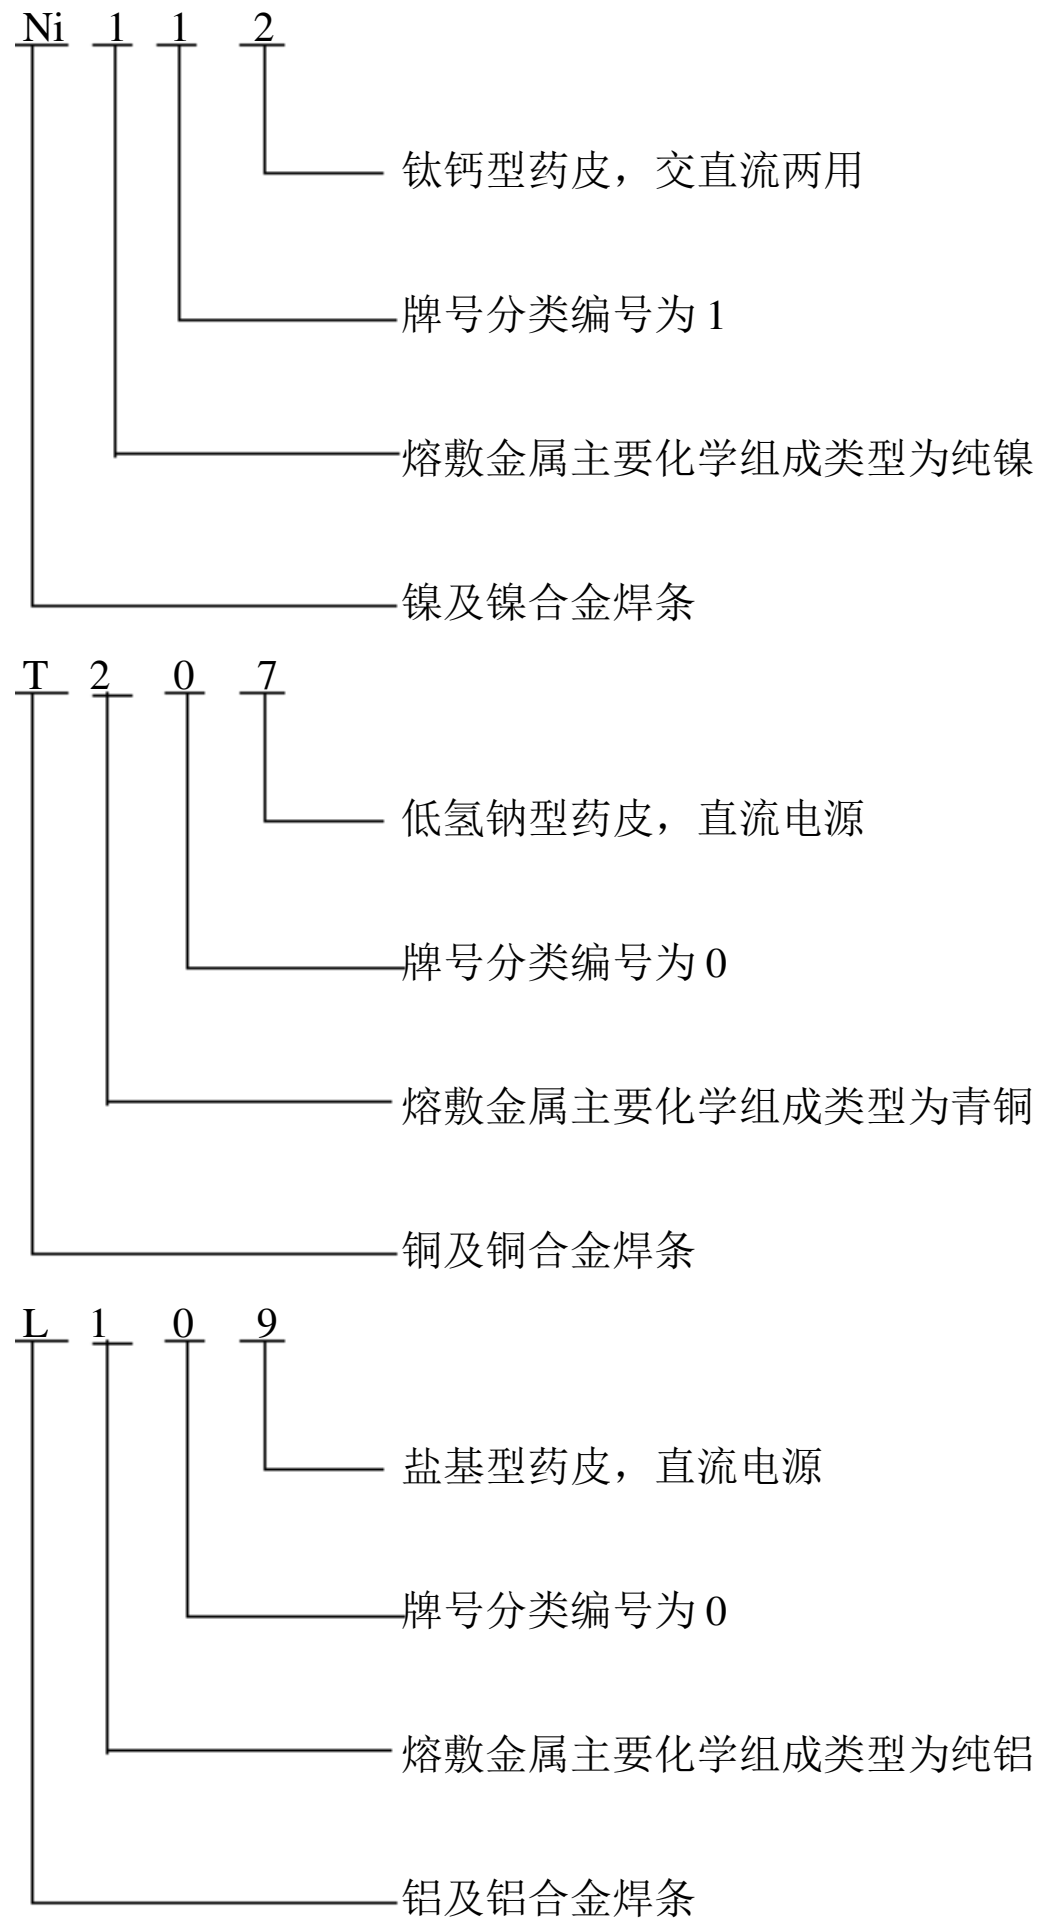 Ni 1 1 2
钛钙型药皮，交直流两用
牌号分类编号为 1
熔敷金属主要化学组成类型为纯镍
镍及镍合金焊条
T 2 0 7
低氢钠型药皮，直流电源
牌号分类编号为 0
熔敷金属主要化学组成类型为青铜
铜及铜合金焊条
L 1 0 9
盐基型药皮，直流电源
牌号分类编号为 0
熔敷金属主要化学组成类型为纯铝
铝及铝合金焊条